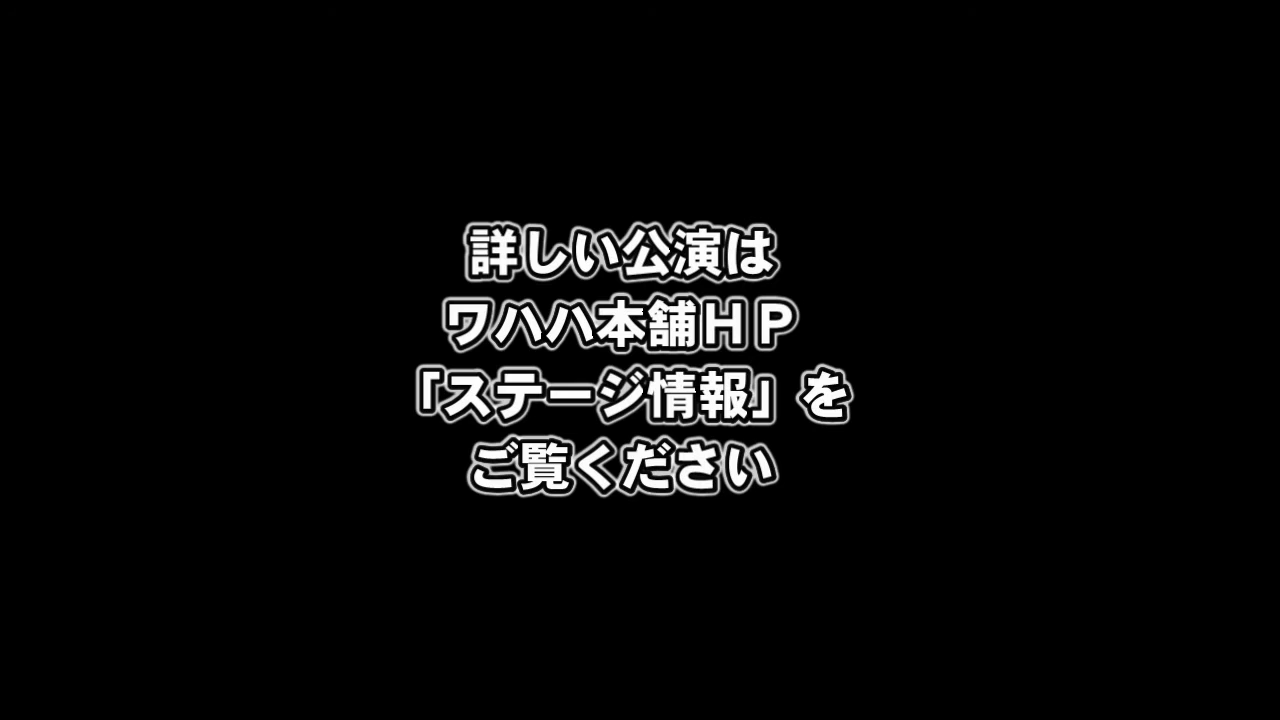 詳しい公演は
ワハハ本舗ＨＰ
「ステージ情報」を
ご覧ください